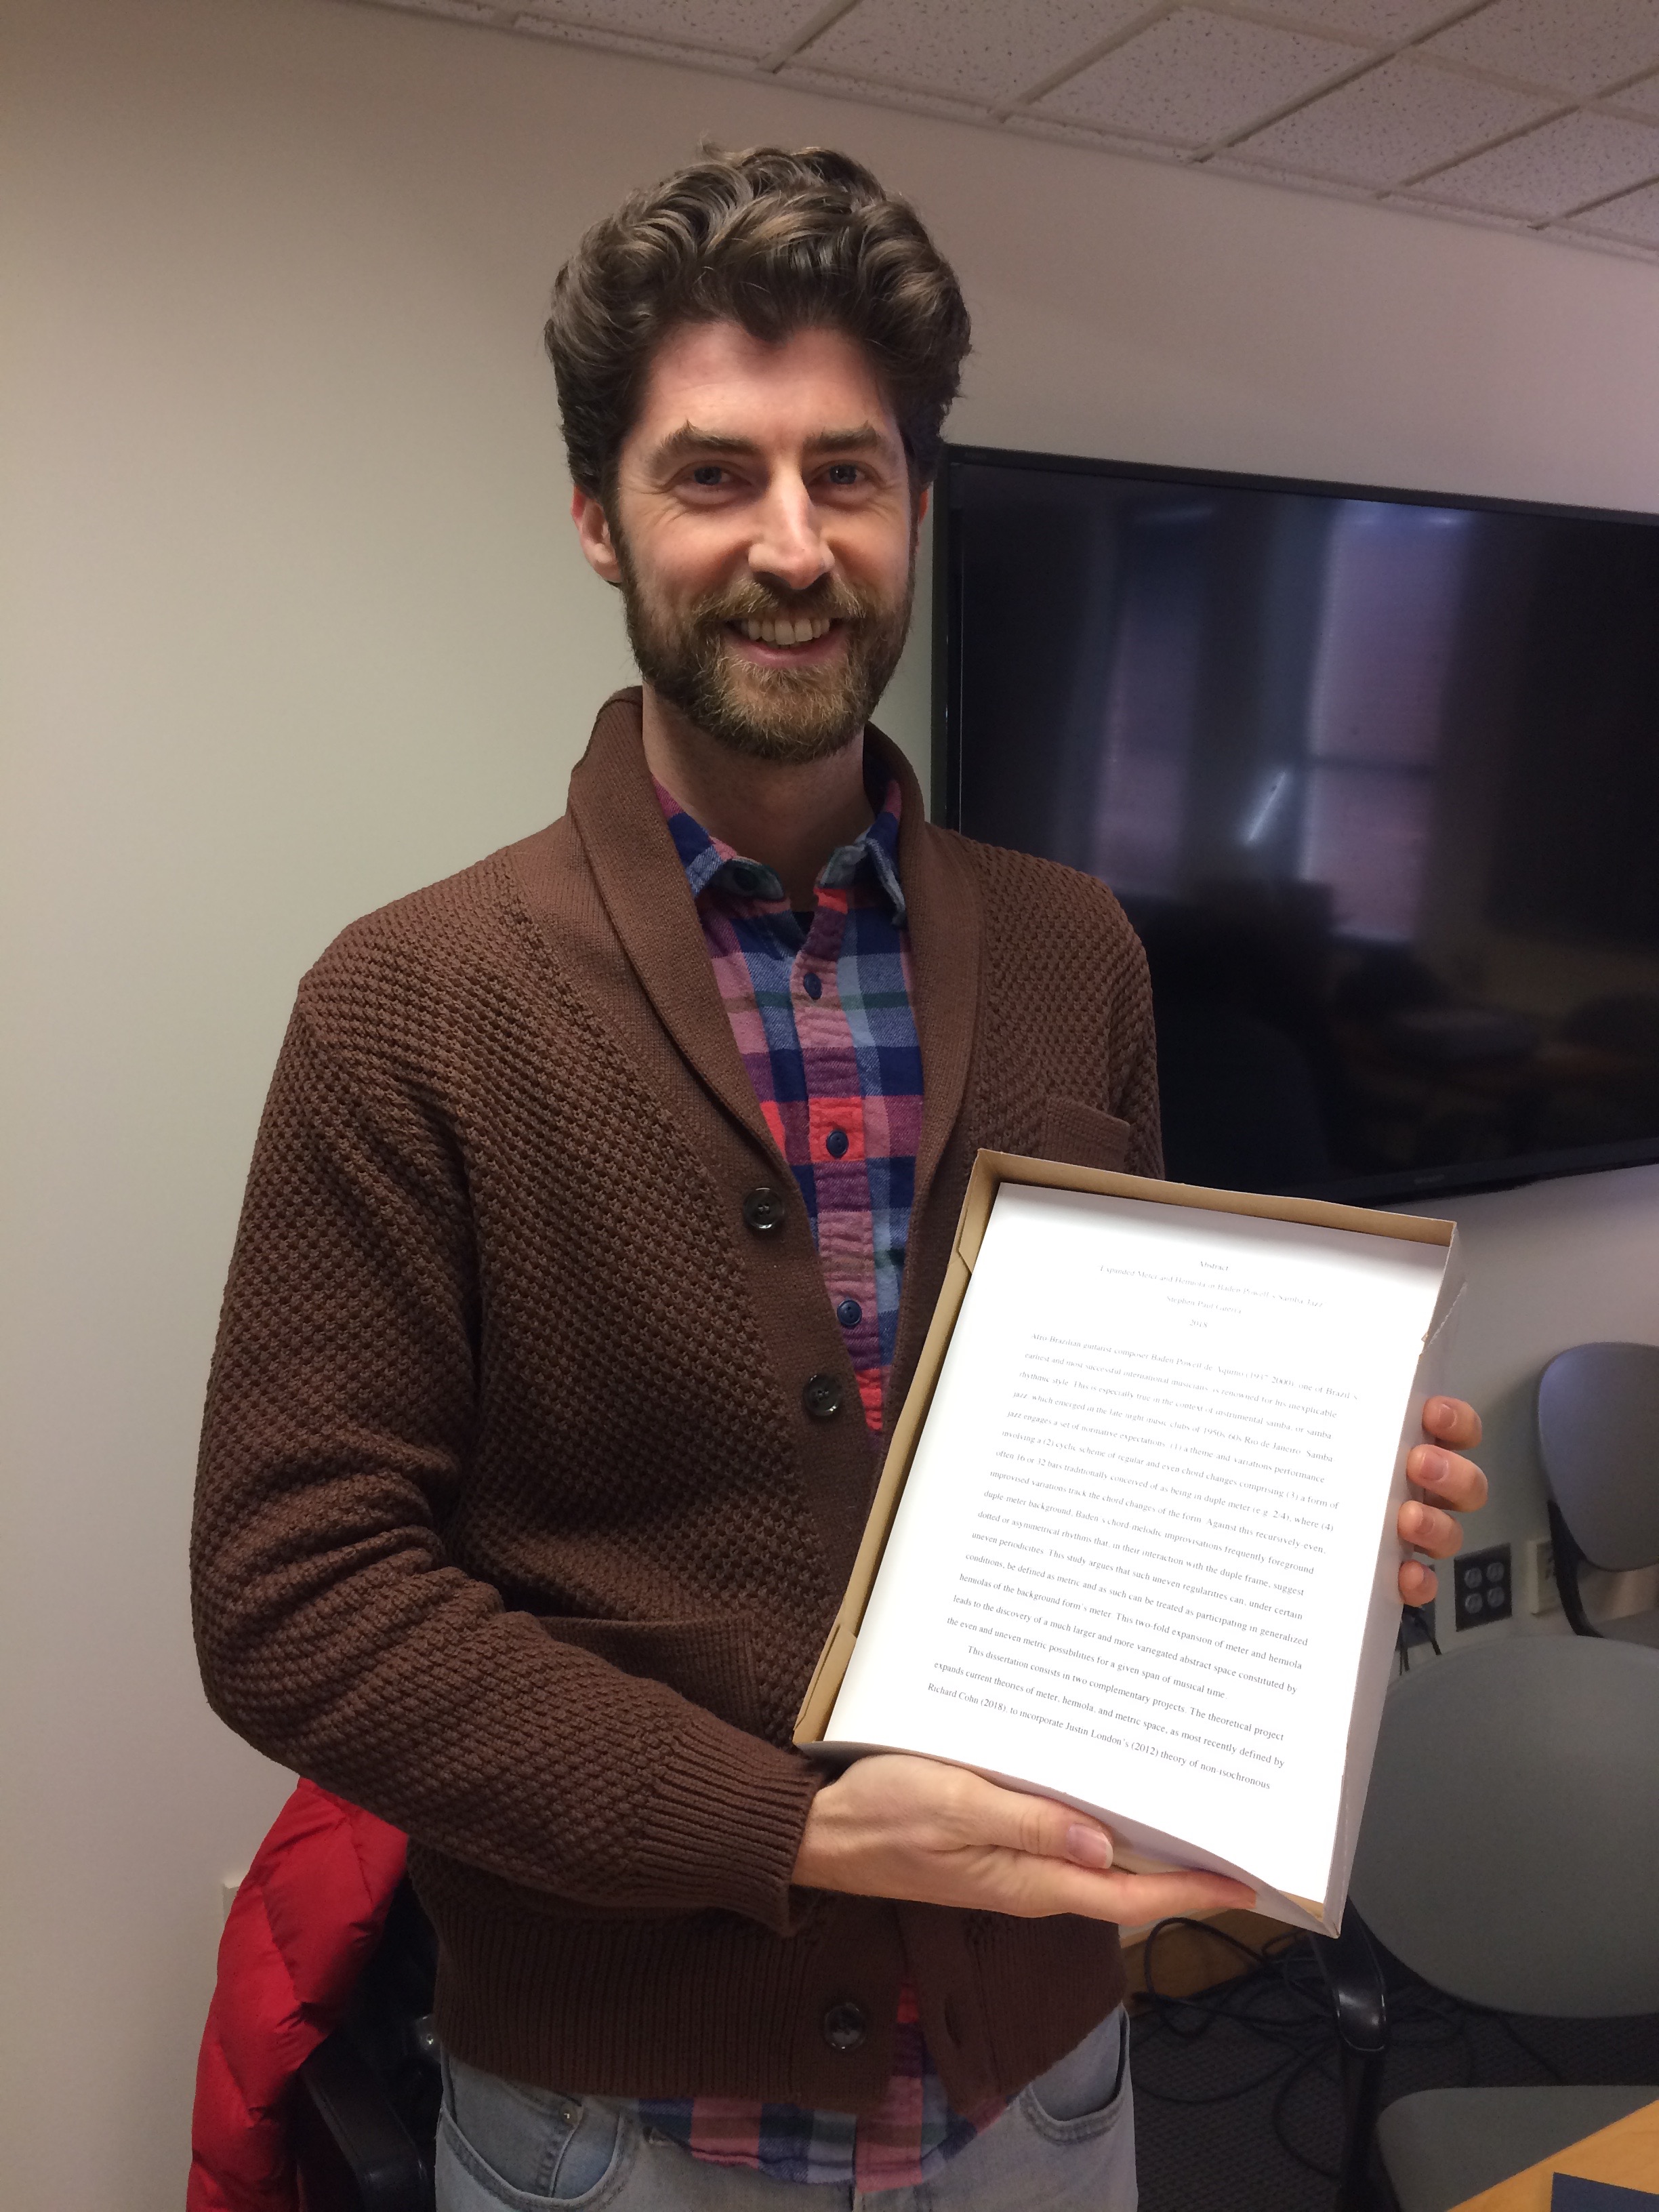 Abstract
Expanded Meter and Hemiola in Baden Powell's Samba-Jazz
Stephen Paul
2018
Afro-Brazilian guitarist-composer Baden Powell de Aquino (1937-2000), one of Brazil's
earliest and most successful international musicians, is renowned for his inexplicable
rhythmic style. This is especially true in the context of instrumental samba, or samba
jazz, which emerged in the late night music clubs of 1950s-60s Rio de Janeiro. Samba
jazz engages a set of normative expectations: (1) a theme and variations performance
involving a (2) cyclic scheme of regular and even chord changes comprising (3) a form of
often 16 or 32 bars traditionally conceived of as being in duple meter (e.g. 2/4), where (4)
improvised variations track the chord changes of the form. Against this recursively even,
duple-meter background, Baden's chord-melodic improvisations frequently foreground
dotted or asymmetrical rhythms that, in their interaction with the duple frame, suggest
uneven periodicities. This study argues that such uneven regularities can, under certain
conditions, be defined as metric and as such can be treated as participating in generalized
hemiolas of the background form's meter. This two-fold expansion of meter and hemiola
leads to the discovery of a much larger and more variegated abstract space constituted by
the even and uneven metric possibilities for a given span of musical time.
This dissertation consists in two complementary projects. The theoretical project
expands current theories of meter, hemiola, and metric space, as most recently defined by
Richard Cohn (2018), to incorporate Justin London's (2012) theory of non-isochronous